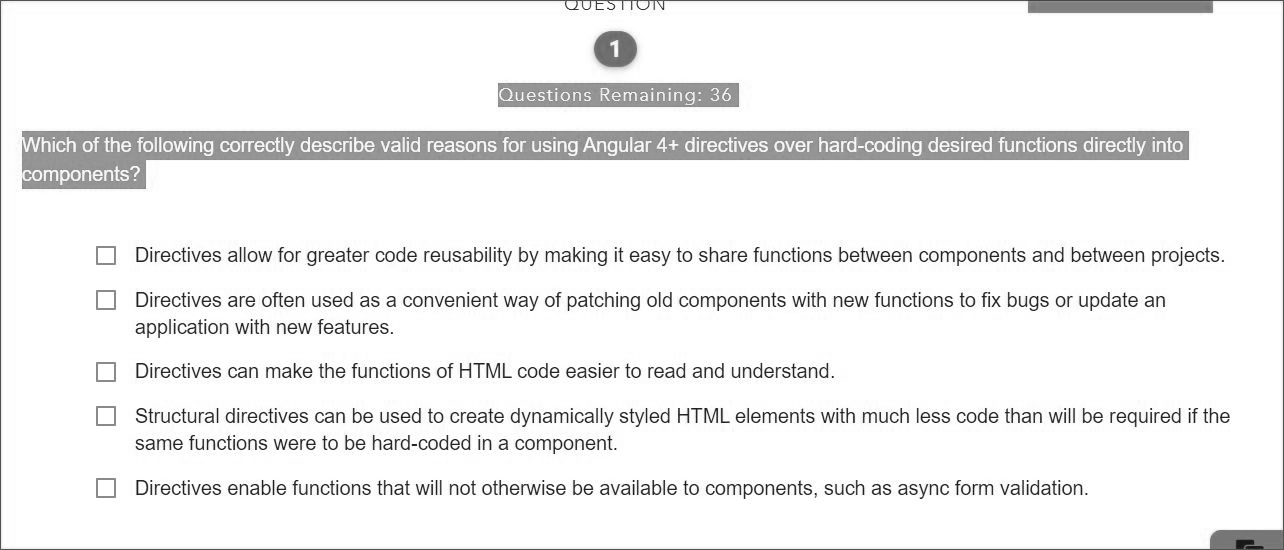 QUESTION
1
Questions Remaining: 36
Which of the following correctly describe valid reasons for using Angular 4+ directives over hard-coding desired functions directly into
components?
Directives allow for greater code reusability by making it easy to share functions between components and between projects.
Directives are often used as a convenient way of patching old components with new functions to fix bugs or update an
application with new features.
Directives can make the functions of HTML code easier to read and understand.
Structural directives can be used to create dynamically styled HTML elements with much less code than will be required if the
same functions were to be hard-coded in a component.
Directives enable functions that will not otherwise be available to components, such as async form validation.